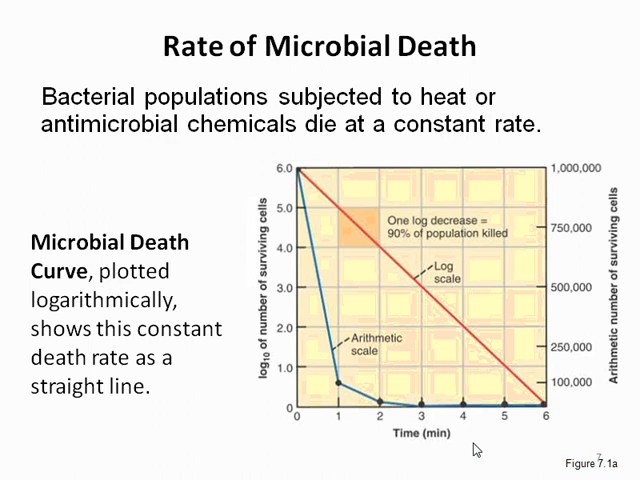 Rate of Microbial Death
Bacterial populations subjected to heat or
antimicrobial chemicals die at a constant rate.
Microbial Death
Curve, plotted
logarithmically,
shows this constant
death rate as a
straight line.
log10 of number of surviving cells
6.0
5.0
4.0
3.0
2.0
1.0
0
One log decrease =
90% of population killed
Log
scale
Arithmetic
scale
1,000,000
750,000
500,000
250,000
100,000
Arithmetic number of surviving cells
0 1 2 3 4 5 6
Time (min)
7
Figure 7.1a